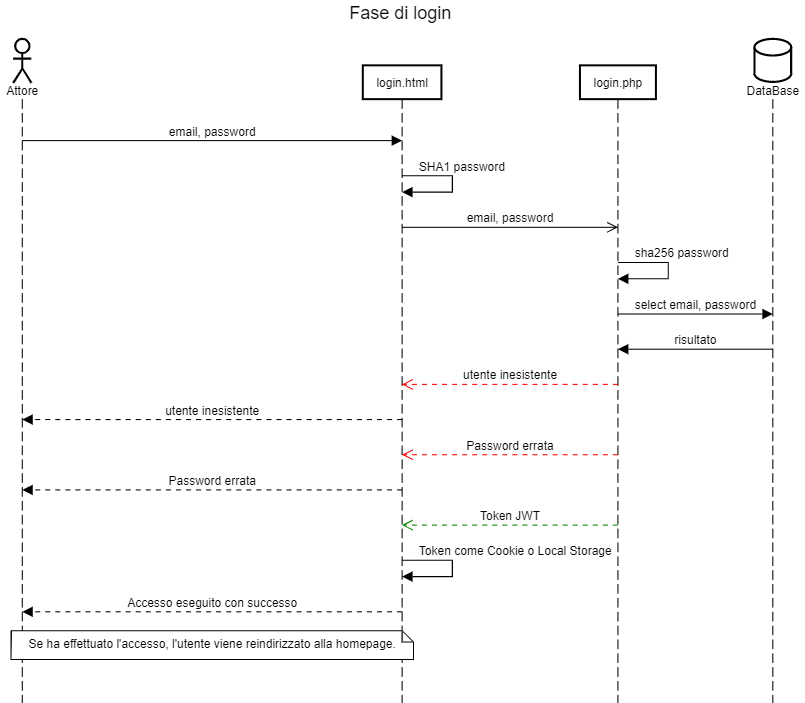 Fase di login
Attore
login.html
login.php
DataBase
email, password
SHA1 password
email, password
sha256 password
select email, password
risultato
utente inesistente
utente inesistente
Password errata
Password errata
Token JWT
Token come Cookie o Local Storage
Accesso eseguito con successo
Se ha effettuato l'accesso, l'utente viene reindirizzato alla homepage.